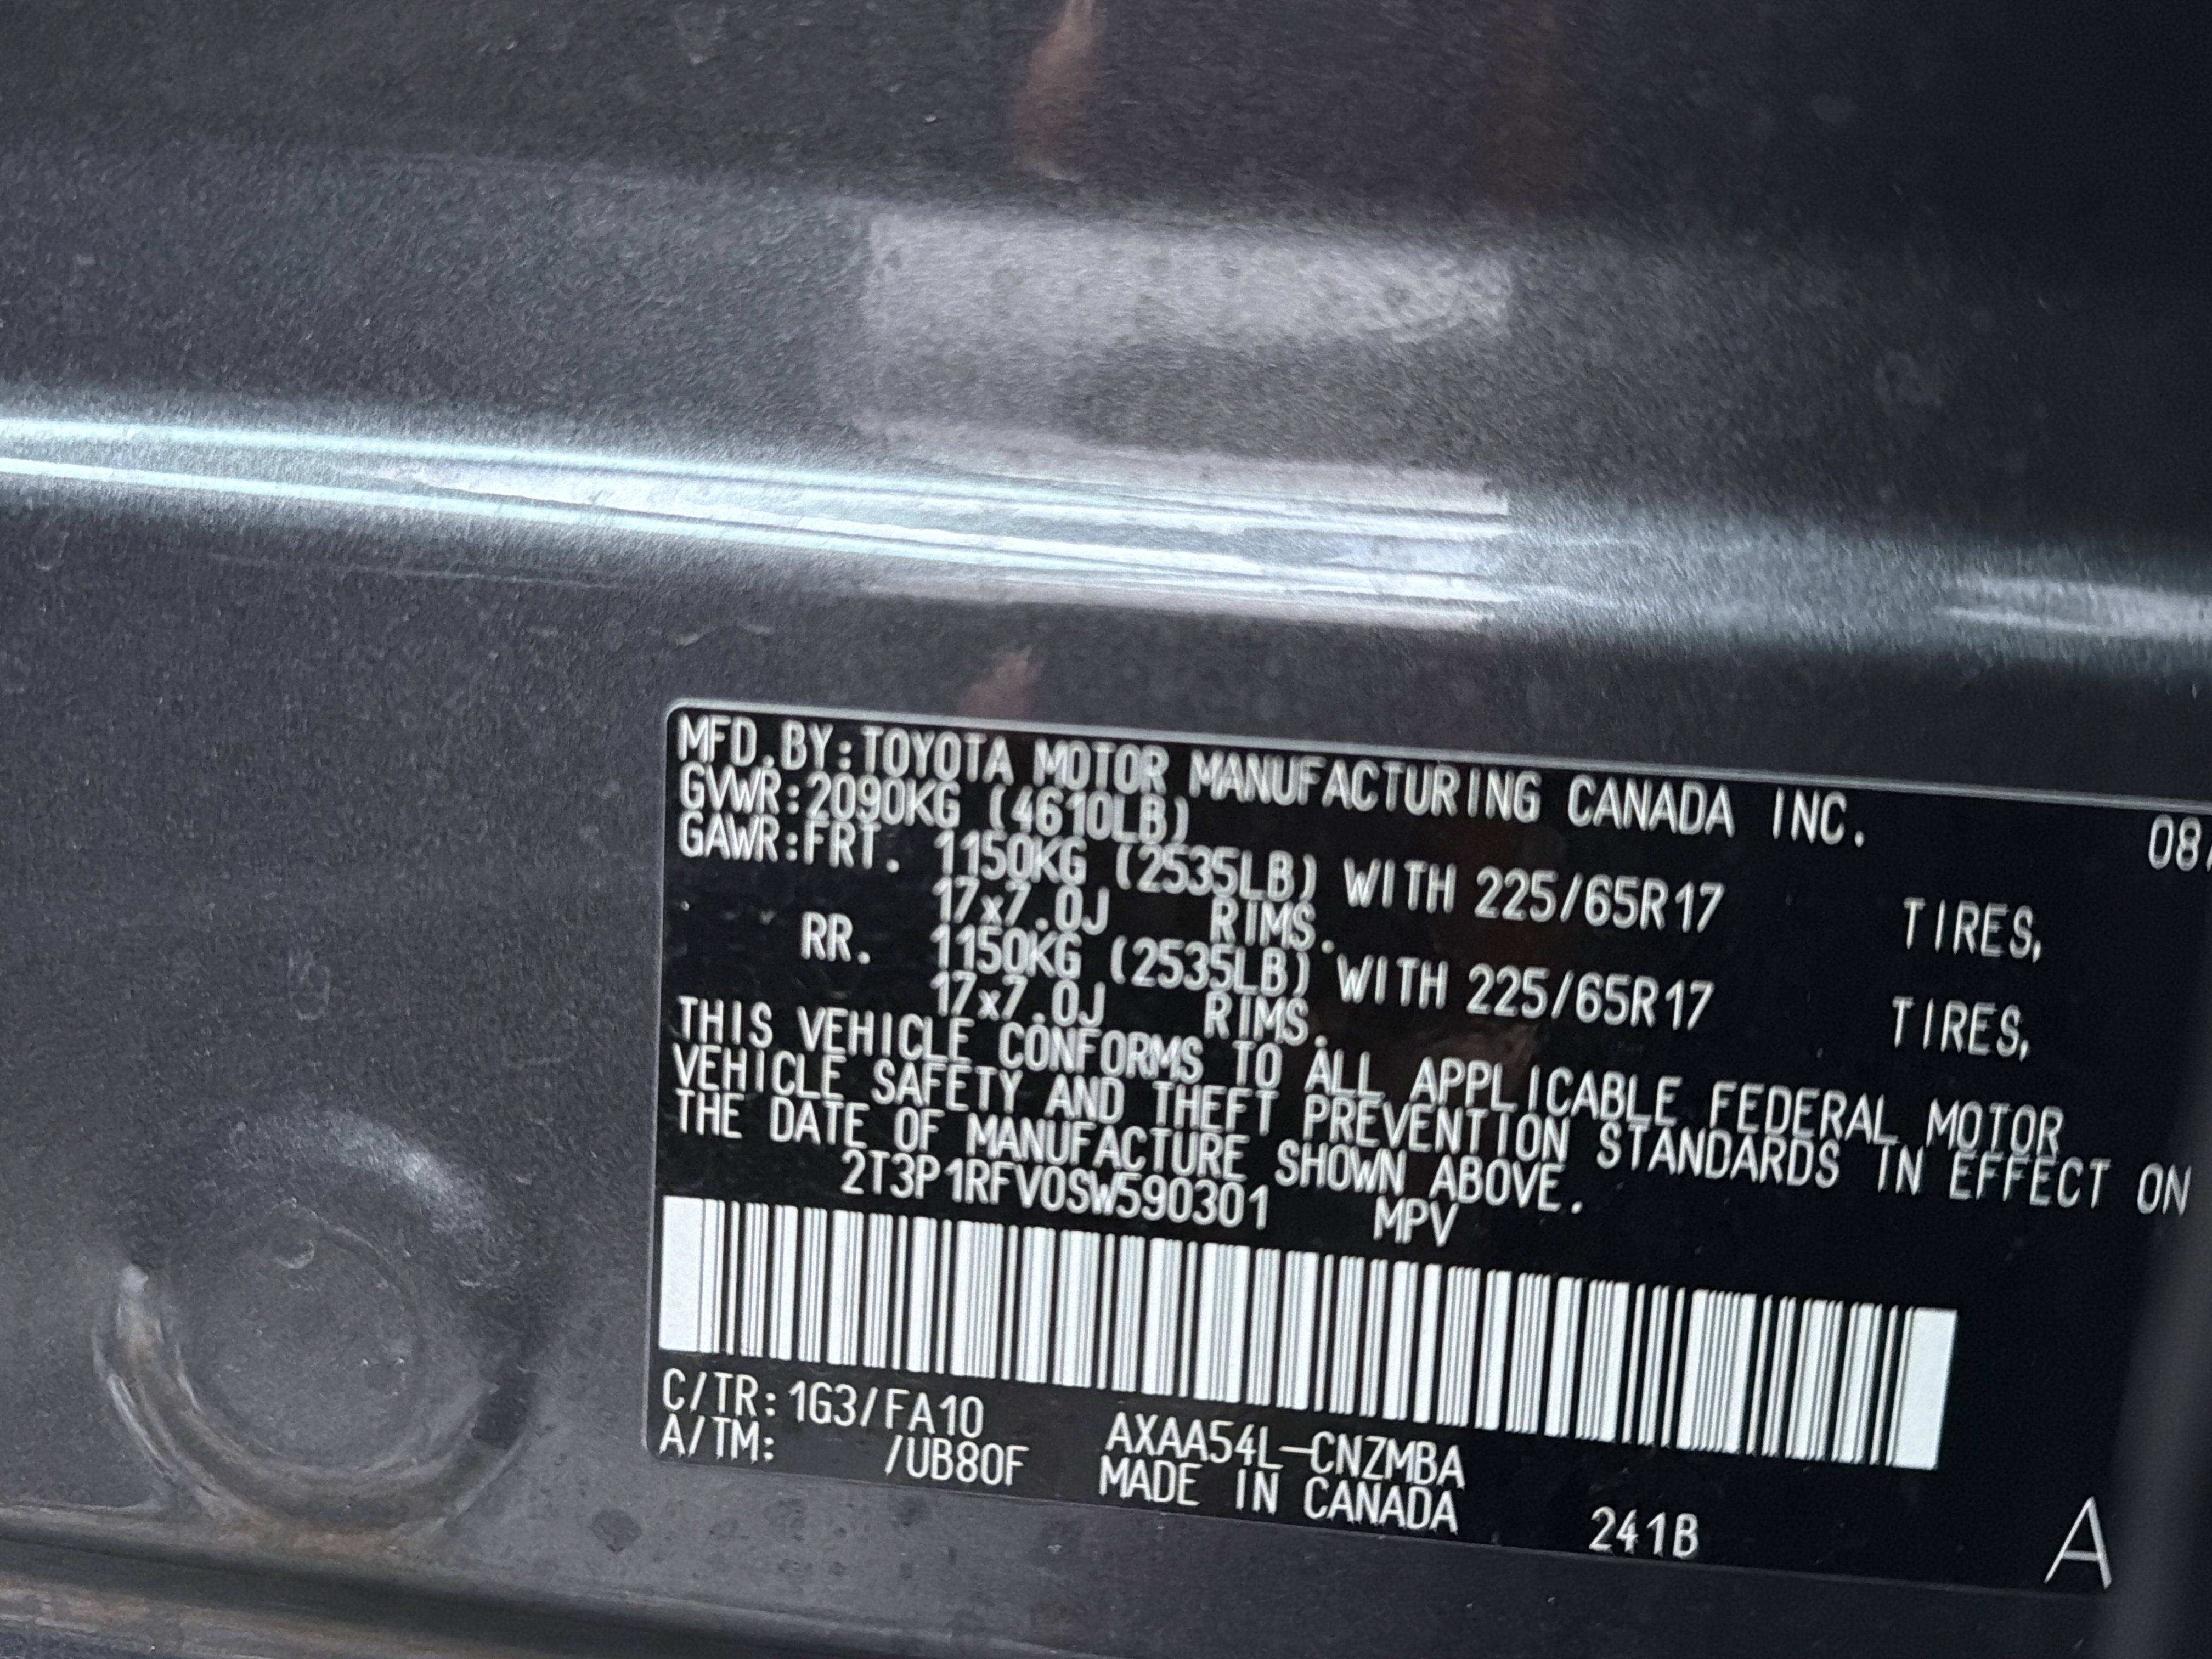 MFD.BY:TOYOTA MOTOR MANUFACTURING CANADA INC. 08/
GVWR:2090KG (4610LB)
GAWR:FRT. 1150KG (2535LB) WITH 225/65R17 TIRES,
17x7.0J RIMS.
RR. 1150KG (2535LB) WITH 225/65R17 TIRES,
17x7.0J RIMS.
THIS VEHICLE CONFORMS TO ALL APPLICABLE FEDERAL MOTOR
VEHICLE SAFETY AND THEFT PREVENTION STANDARDS IN EFFECT ON
THE DATE OF MANUFACTURE SHOWN ABOVE.
2T3P1RFV0SW590301 MPV
C/TR:1G3/FA10 AXAA54L-CNZMBA
A/TM: /UB80F MADE IN CANADA 241B
A